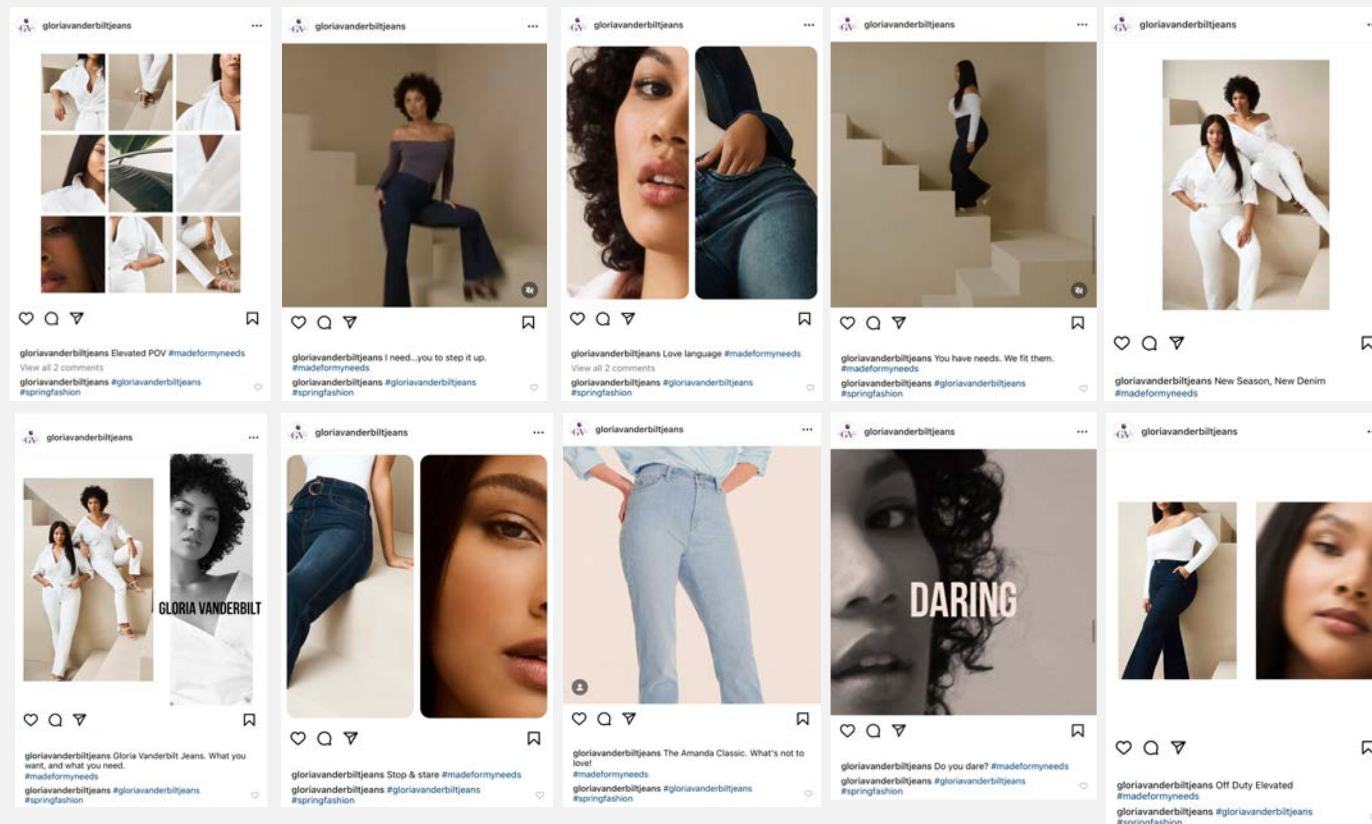 gloriavanderbiltjeans
gloriavanderbiltjeans Elevated POV #madeformyneeds
View all 2 comments
gloriavanderbiltjeans #gloriavanderbiltjeans
#springfashion
gloriavanderbiltjeans
gloriavanderbiltjeans I need...you to step it up.
#madeformyneeds
gloriavanderbiltjeans #gloriavanderbiltjeans
#springfashion
gloriavanderbiltjeans
gloriavanderbiltjeans Love language #madeformyneeds
View all 2 comments
gloriavanderbiltjeans #gloriavanderbiltjeans
#springfashion
gloriavanderbiltjeans
gloriavanderbiltjeans You have needs. We fit them.
#madeformyneeds
gloriavanderbiltjeans #gloriavanderbiltjeans
#springfashion
gloriavanderbiltjeans
gloriavanderbiltjeans New Season, New Denim
#madeformyneeds
gloriavanderbiltjeans
GLORIA VANDERBILT
gloriavanderbiltjeans Gloria Vanderbilt Jeans. What you
want, and what you need.
#madeformyneeds
gloriavanderbiltjeans #gloriavanderbiltjeans
#springfashion
gloriavanderbiltjeans
gloriavanderbiltjeans Stop & stare #madeformyneeds
gloriavanderbiltjeans #gloriavanderbiltjeans
#springfashion
gloriavanderbiltjeans
gloriavanderbiltjeans The Amanda Classic. What's not to
love!
#madeformyneeds
gloriavanderbiltjeans #gloriavanderbiltjeans
#springfashion
gloriavanderbiltjeans
DARING
gloriavanderbiltjeans Do you dare? #madeformyneeds
gloriavanderbiltjeans #gloriavanderbiltjeans
#springfashion
gloriavanderbiltjeans
gloriavanderbiltjeans Off Duty Elevated
#madeformyneeds
gloriavanderbiltjeans #gloriavanderbiltjeans
#springfashion